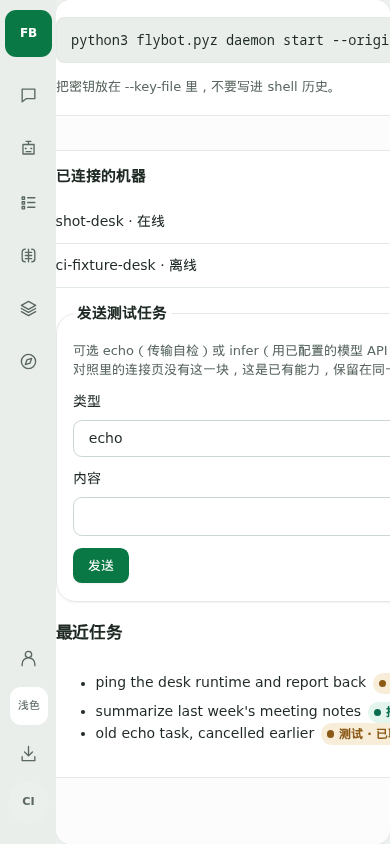 FB
python3 flybot.pyz daemon start --origi
把密钥放在 --key-file 里，不要写进 shell 历史。
已连接的机器
shot-desk · 在线
ci-fixture-desk · 离线
发送测试任务
可选 echo（传输自检）或 infer（用已配置的模型 API
对照里的连接页没有这一块，这是已有能力，保留在同一
类型
echo
内容
发送
最近任务
ping the desk runtime and report back
summarize last week's meeting notes
old echo task, cancelled earlier 测试 · 已
浅色
CI